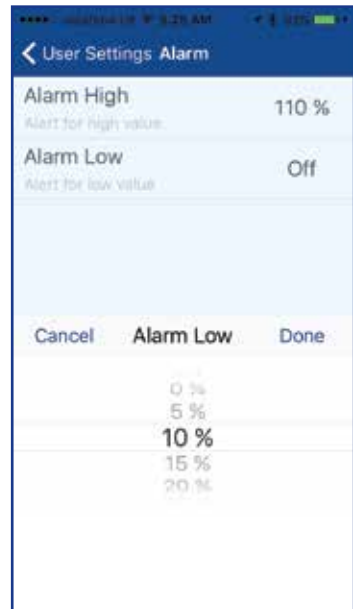 User Settings Alarm
Alarm High
110 %
Alert for high value
Alarm Low
Off
Alert for low value
Cancel Alarm Low Done
0 %
5 %
10 %
15 %
20 %